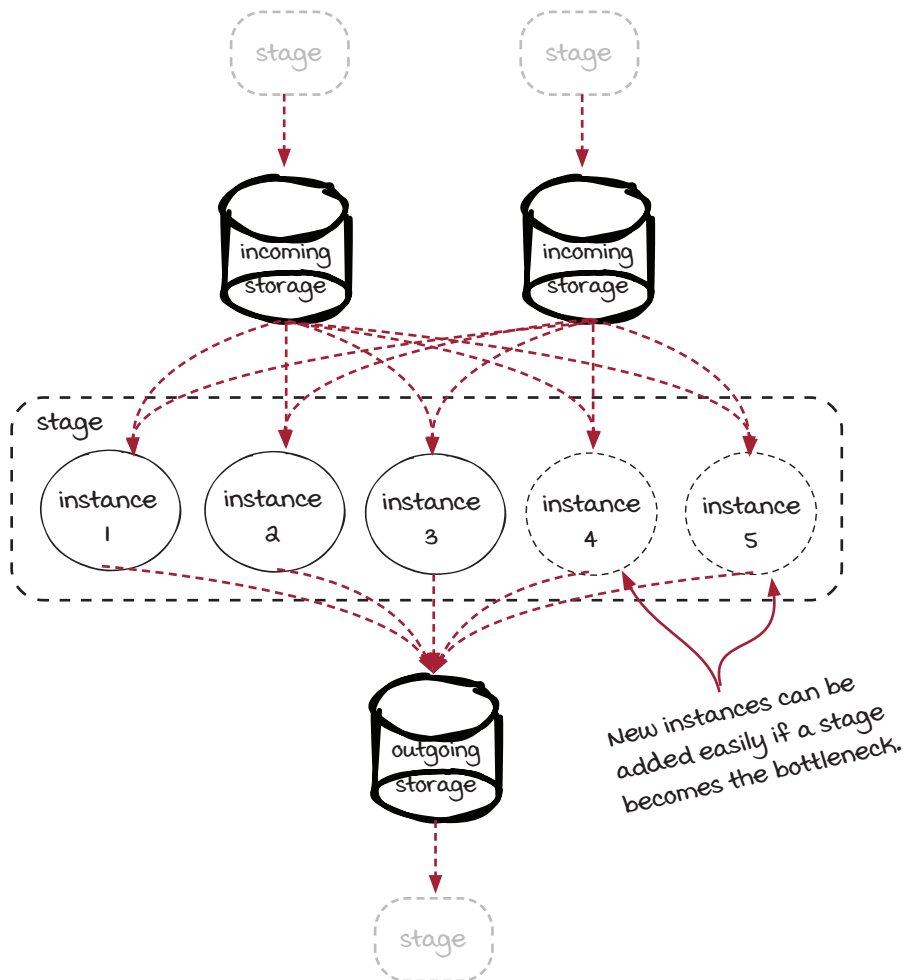 stage
stage
incoming
storage
incoming
storage
stage
instance
1
instance
2
instance
3
instance
4
instance
5
outgoing
storage
New instances can be
added easily if a stage
becomes the bottleneck.
stage